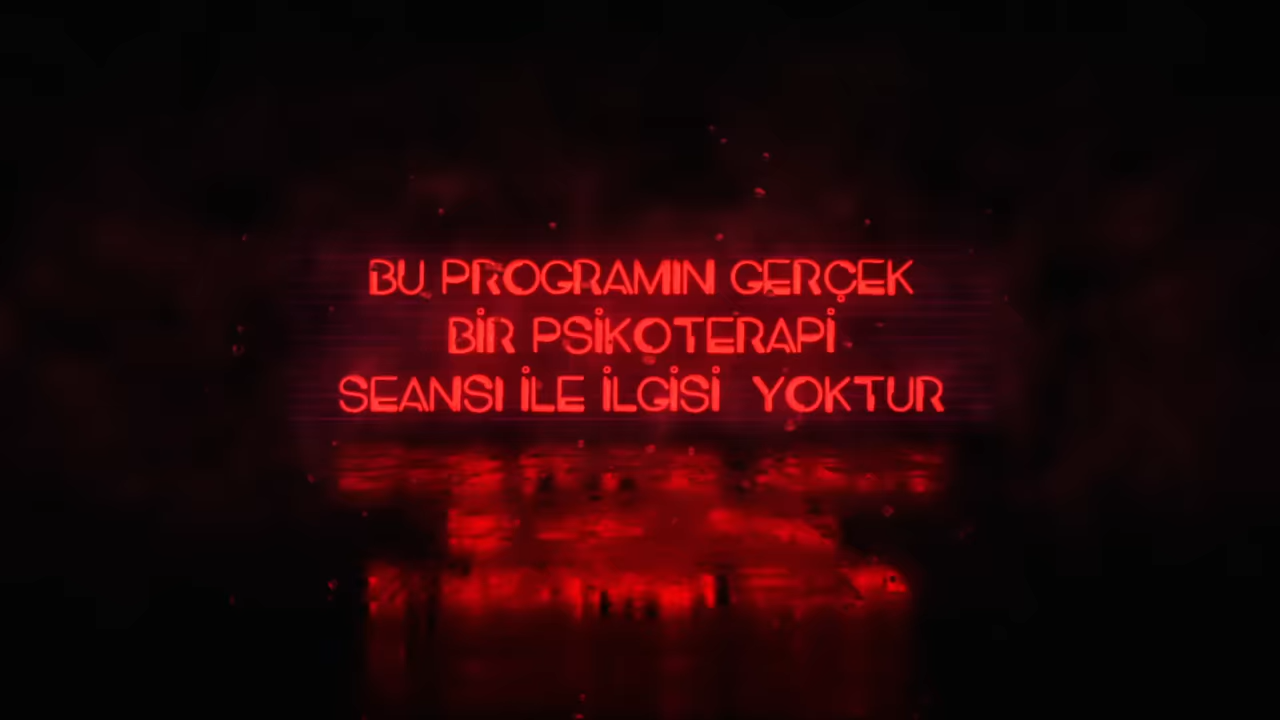 BU PROGRAMIN GERÇEK
BİR PSİKOTERAPİ
SEANSI İLE İLGİSİ YOKTUR